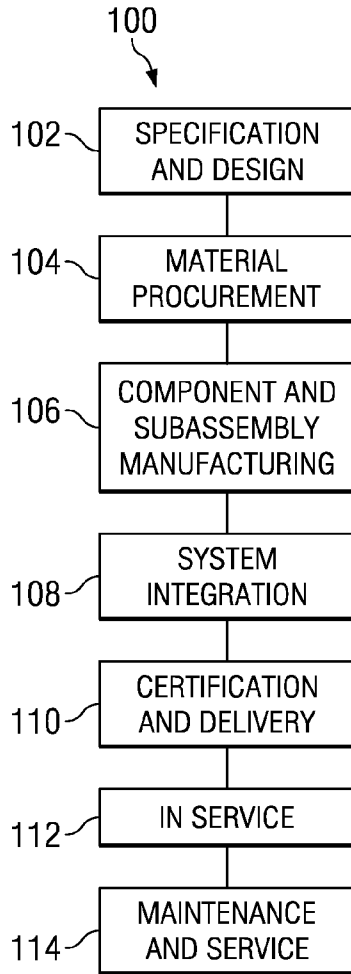 100
102
SPECIFICATION
AND DESIGN
104
MATERIAL
PROCUREMENT
106
COMPONENT AND
SUBASSEMBLY
MANUFACTURING
108
SYSTEM
INTEGRATION
110
CERTIFICATION
AND DELIVERY
112
IN SERVICE
114
MAINTENANCE
AND SERVICE